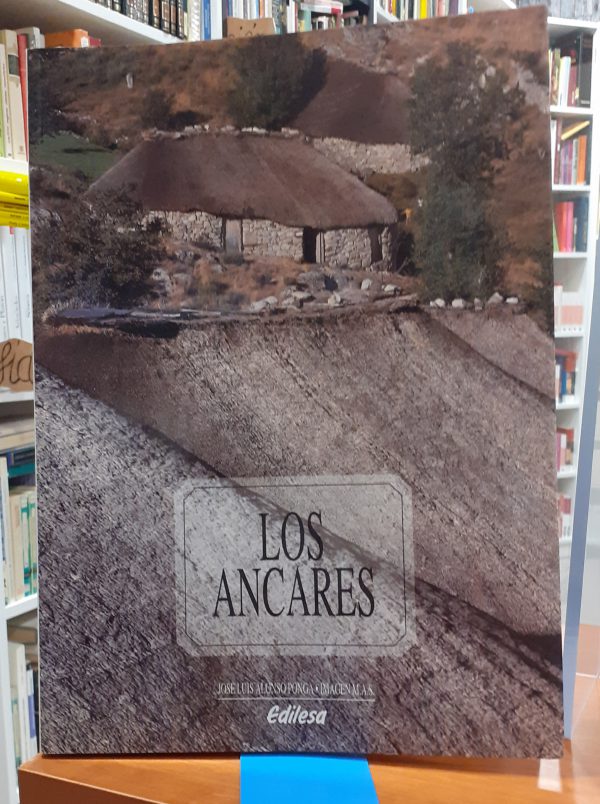 LOS
ANCARES
JOSE LUIS ALONSO PONGA • IMAGEN M.A.S.
Edilesa